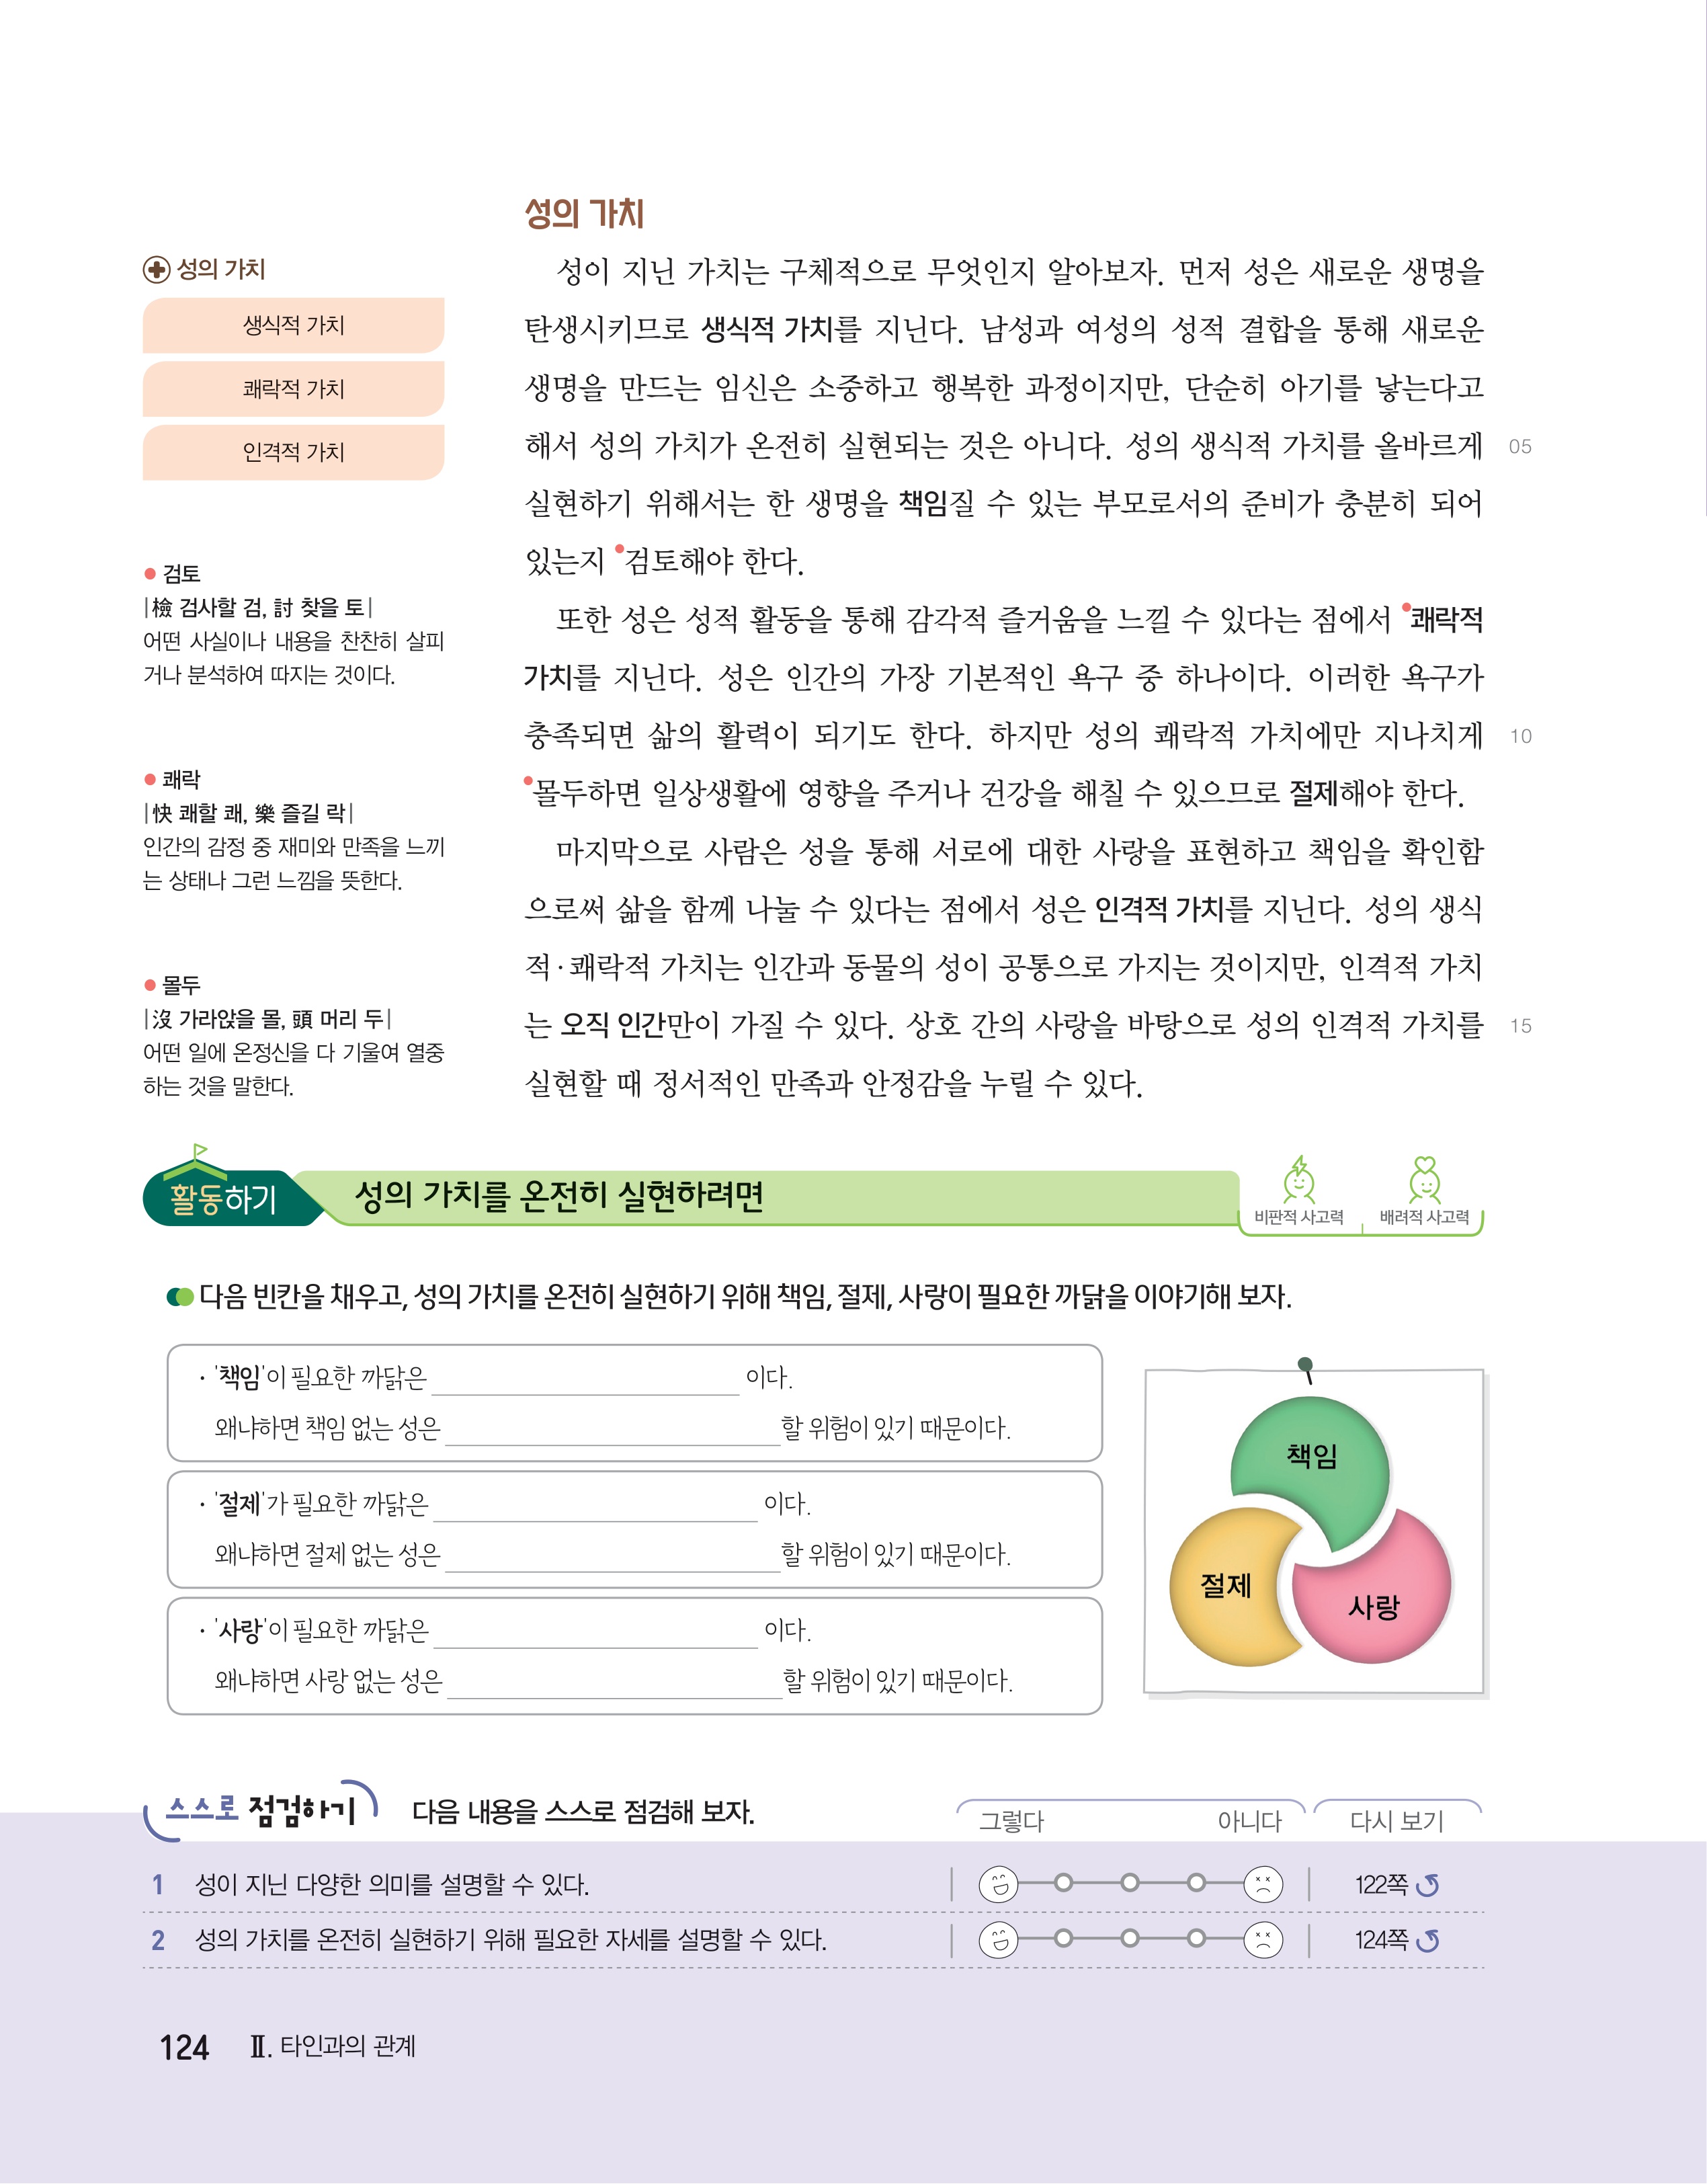 성의 가치
성이 지닌 가치는 구체적으로 무엇인지 알아보자. 먼저 성은 새로운 생명을
탄생시키므로 생식적 가치를 지닌다. 남성과 여성의 성적 결합을 통해 새로운
생명을 만드는 임신은 소중하고 행복한 과정이지만, 단순히 아기를 낳는다고
해서 성의 가치가 온전히 실현되는 것은 아니다. 성의 생식적 가치를 올바르게 05
실현하기 위해서는 한 생명을 책임질 수 있는 부모로서의 준비가 충분히 되어
있는지 •검토해야 한다.
또한 성은 성적 활동을 통해 감각적 즐거움을 느낄 수 있다는 점에서 •쾌락적
가치를 지닌다. 성은 인간의 가장 기본적인 욕구 중 하나이다. 이러한 욕구가
충족되면 삶의 활력이 되기도 한다. 하지만 성의 쾌락적 가치에만 지나치게 10
•몰두하면 일상생활에 영향을 주거나 건강을 해칠 수 있으므로 절제해야 한다.
마지막으로 사람은 성을 통해 서로에 대한 사랑을 표현하고 책임을 확인함
으로써 삶을 함께 나눌 수 있다는 점에서 성은 인격적 가치를 지닌다. 성의 생식
적·쾌락적 가치는 인간과 동물의 성이 공통으로 가지는 것이지만, 인격적 가치
는 오직 인간만이 가질 수 있다. 상호 간의 사랑을 바탕으로 성의 인격적 가치를 15
실현할 때 정서적인 만족과 안정감을 누릴 수 있다.
성의 가치
생식적 가치
쾌락적 가치
인격적 가치
• 검토
|檢 검사할 검, 討 찾을 토|
어떤 사실이나 내용을 찬찬히 살피
거나 분석하여 따지는 것이다.
• 쾌락
|快 쾌할 쾌, 樂 즐길 락|
인간의 감정 중 재미와 만족을 느끼
는 상태나 그런 느낌을 뜻한다.
• 몰두
|沒 가라앉을 몰, 頭 머리 두|
어떤 일에 온정신을 다 기울여 열중
하는 것을 말한다.
활동하기 성의 가치를 온전히 실현하려면
비판적 사고력 배려적 사고력
다음 빈칸을 채우고, 성의 가치를 온전히 실현하기 위해 책임, 절제, 사랑이 필요한 까닭을 이야기해 보자.
· '책임'이 필요한 까닭은 ____________ 이다.
왜냐하면 책임 없는 성은 ____________할 위험이 있기 때문이다.
· '절제'가 필요한 까닭은 ____________ 이다.
왜냐하면 절제 없는 성은 ____________할 위험이 있기 때문이다.
· '사랑'이 필요한 까닭은 ____________ 이다.
왜냐하면 사랑 없는 성은 ____________할 위험이 있기 때문이다.
책임
절제
사랑
스스로 점검하기 다음 내용을 스스로 점검해 보자. 그렇다 아니다 다시 보기
1 성이 지닌 다양한 의미를 설명할 수 있다. 122쪽
2 성의 가치를 온전히 실현하기 위해 필요한 자세를 설명할 수 있다. 124쪽
124 Ⅱ. 타인과의 관계